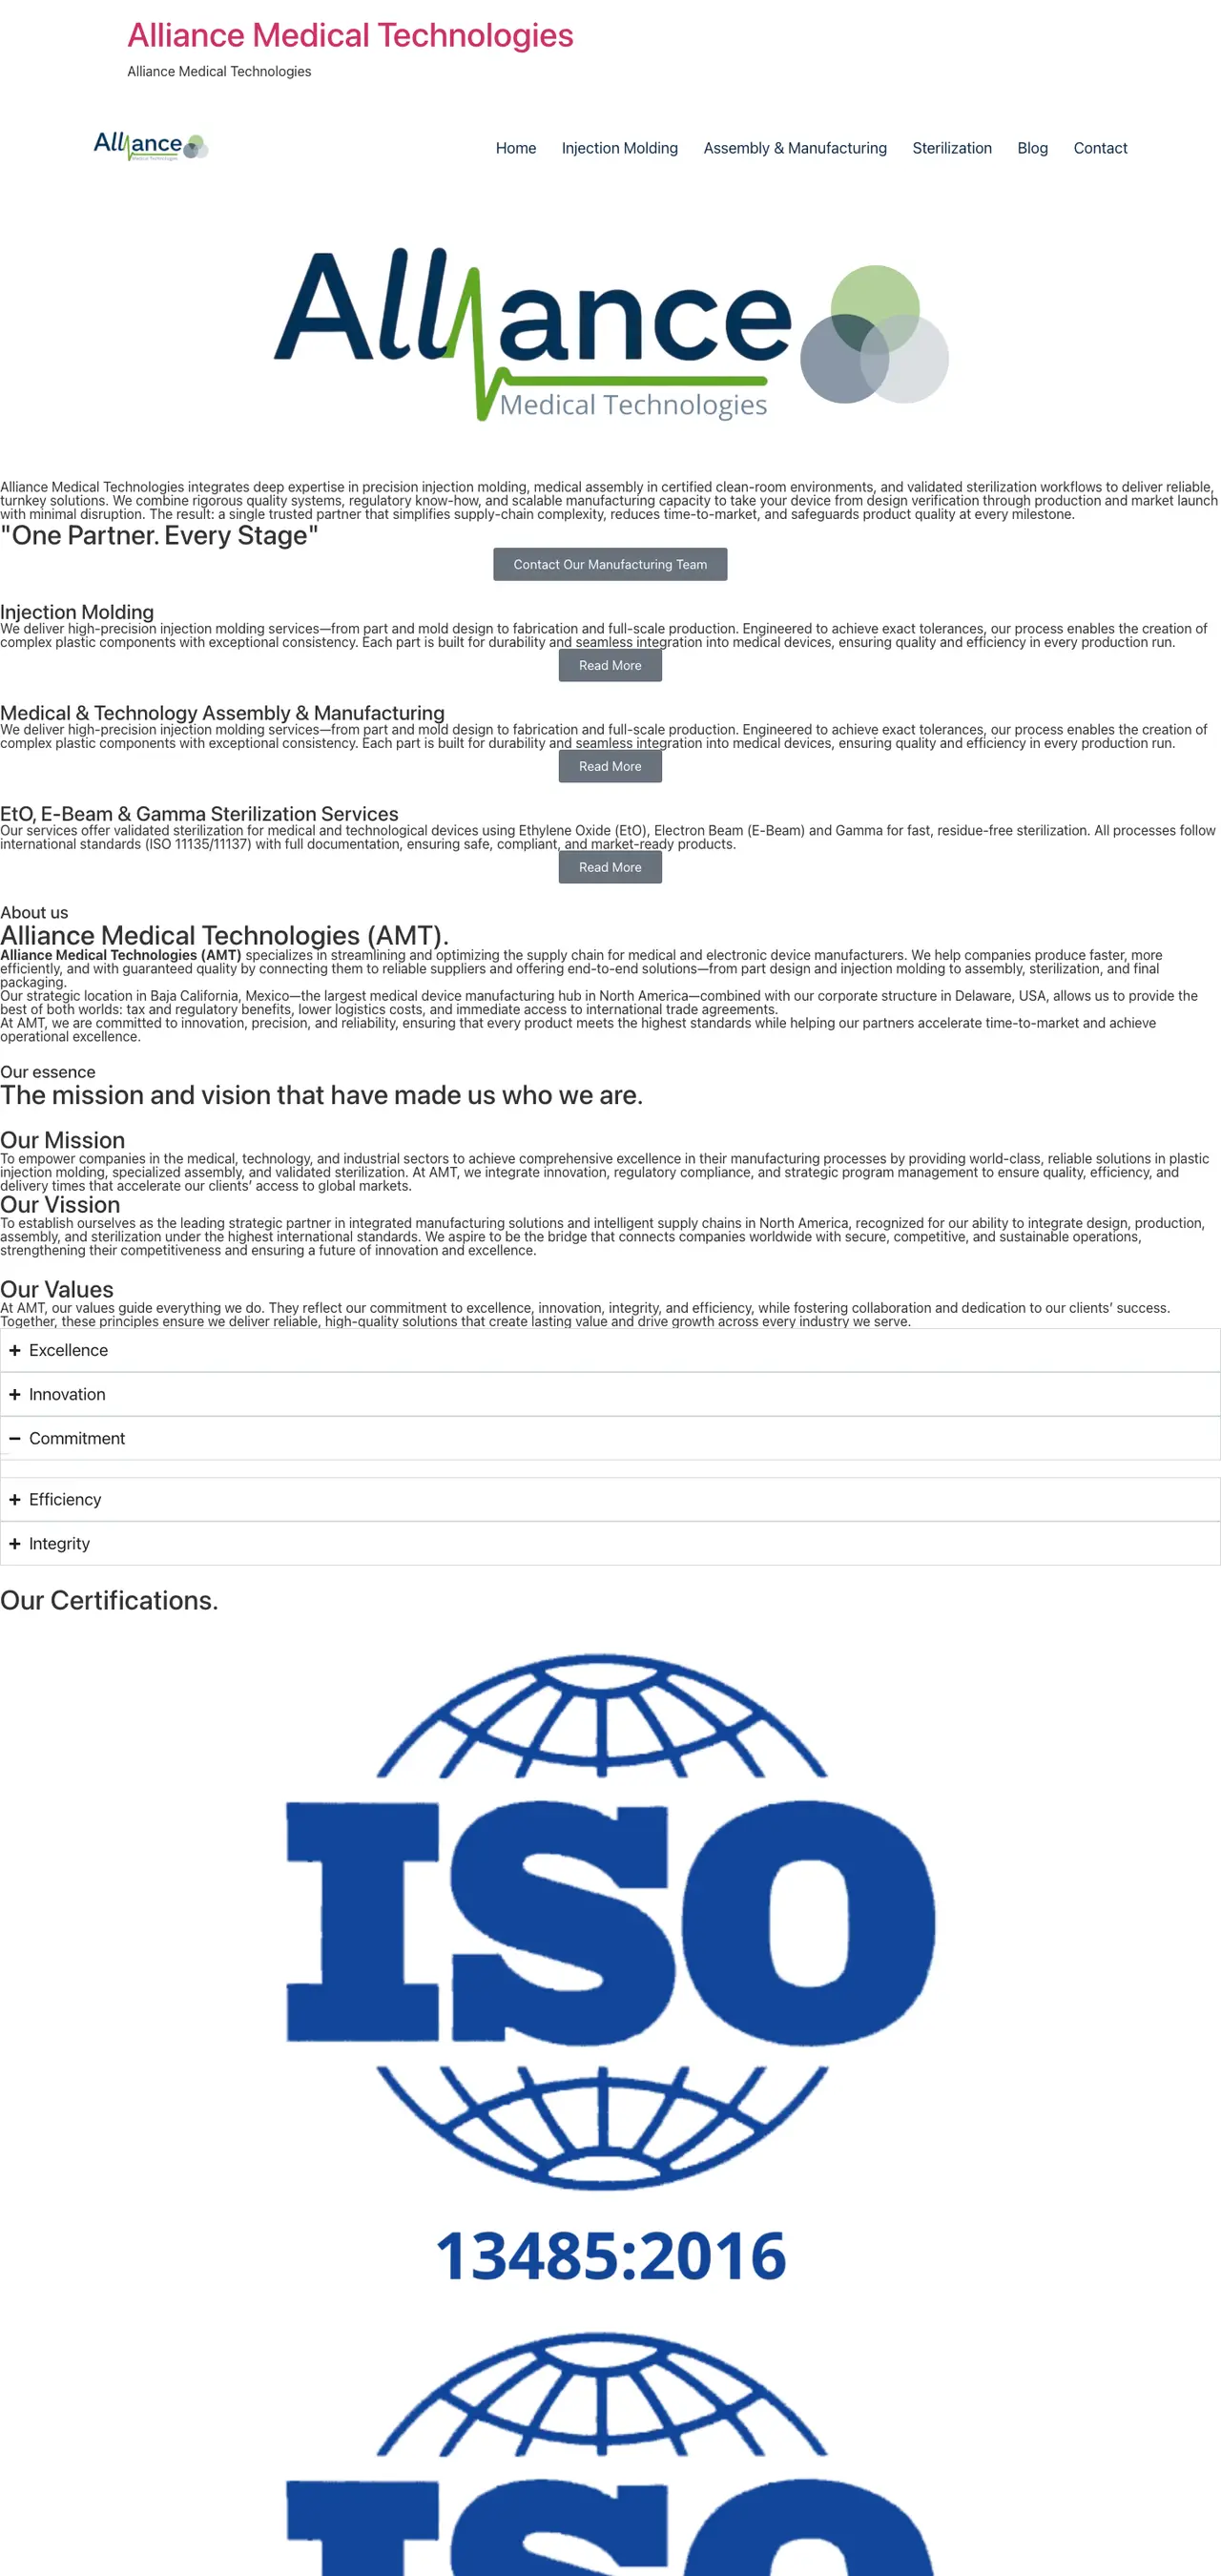 Alliance Medical Technologies
Alliance Medical Technologies
Alliance
Medical Technologies
Home Injection Molding Assembly & Manufacturing Sterilization Blog Contact
Alliance
Medical Technologies
Alliance Medical Technologies integrates deep expertise in precision injection molding, medical assembly in certified clean-room environments, and validated sterilization workflows to deliver reliable,
turnkey solutions. We combine rigorous quality systems, regulatory know-how, and scalable manufacturing capacity to take your device from design verification through production and market launch
with minimal disruption. The result: a single trusted partner that simplifies supply-chain complexity, reduces time-to-market, and safeguards product quality at every milestone.
"One Partner. Every Stage"
Contact Our Manufacturing Team
Injection Molding
We deliver high-precision injection molding services—from part and mold design to fabrication and full-scale production. Engineered to achieve exact tolerances, our process enables the creation of
complex plastic components with exceptional consistency. Each part is built for durability and seamless integration into medical devices, ensuring quality and efficiency in every production run.
Read More
Medical & Technology Assembly & Manufacturing
We deliver high-precision injection molding services—from part and mold design to fabrication and full-scale production. Engineered to achieve exact tolerances, our process enables the creation of
complex plastic components with exceptional consistency. Each part is built for durability and seamless integration into medical devices, ensuring quality and efficiency in every production run.
Read More
EtO, E-Beam & Gamma Sterilization Services
Our services offer validated sterilization for medical and technological devices using Ethylene Oxide (EtO), Electron Beam (E-Beam) and Gamma for fast, residue-free sterilization. All processes follow
international standards (ISO 11135/11137) with full documentation, ensuring safe, compliant, and market-ready products.
Read More
About us
Alliance Medical Technologies (AMT).
Alliance Medical Technologies (AMT) specializes in streamlining and optimizing the supply chain for medical and electronic device manufacturers. We help companies produce faster, more
efficiently, and with guaranteed quality by connecting them to reliable suppliers and offering end-to-end solutions—from part design and injection molding to assembly, sterilization, and final
packaging.
Our strategic location in Baja California, Mexico—the largest medical device manufacturing hub in North America—combined with our corporate structure in Delaware, USA, allows us to provide the
best of both worlds: tax and regulatory benefits, lower logistics costs, and immediate access to international trade agreements.
At AMT, we are committed to innovation, precision, and reliability, ensuring that every product meets the highest standards while helping our partners accelerate time-to-market and achieve
operational excellence.
Our essence
The mission and vision that have made us who we are.
Our Mission
To empower companies in the medical, technology, and industrial sectors to achieve comprehensive excellence in their manufacturing processes by providing world-class, reliable solutions in plastic
injection molding, specialized assembly, and validated sterilization. At AMT, we integrate innovation, regulatory compliance, and strategic program management to ensure quality, efficiency, and
delivery times that accelerate our clients’ access to global markets.
Our Vission
To establish ourselves as the leading strategic partner in integrated manufacturing solutions and intelligent supply chains in North America, recognized for our ability to integrate design, production,
assembly, and sterilization under the highest international standards. We aspire to be the bridge that connects companies worldwide with secure, competitive, and sustainable operations,
strengthening their competitiveness and ensuring a future of innovation and excellence.
Our Values
At AMT, our values guide everything we do. They reflect our commitment to excellence, innovation, integrity, and efficiency, while fostering collaboration and dedication to our clients’ success.
Together, these principles ensure we deliver reliable, high-quality solutions that create lasting value and drive growth across every industry we serve.
Excellence
Innovation
Commitment
Efficiency
Integrity
Our Certifications.
ISO
13485:2016
ISO